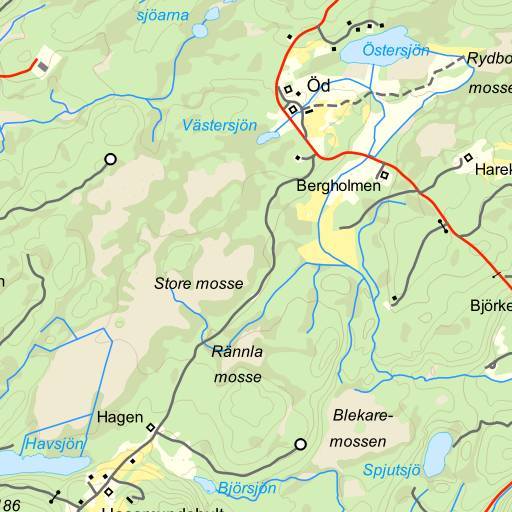 sjöarna
Östersjön
Rydbo
mosse
Öd
Västersjön
Bergholmen
Harek
Store mosse
Björke
Rännla
mosse
Hagen
Blekare-
mossen
Havsjön
Björsjön
Spjutsjö
186